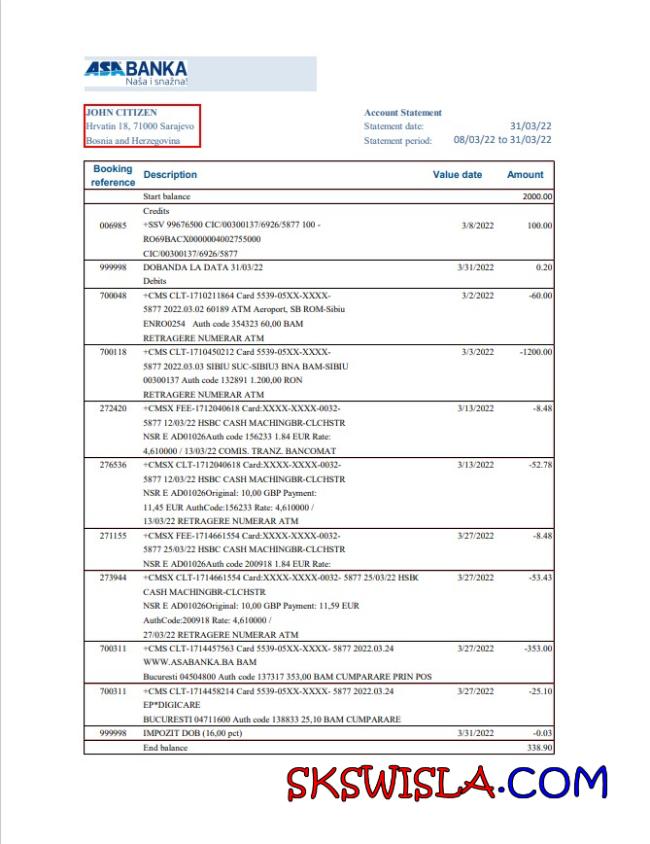 ASA BANKA
Naša i snažna!
JOHN CITIZEN
Hrvatin 18, 71000 Sarajevo
Bosnia and Herzegovina
Account Statement
Statement date: 31/03/22
Statement period: 08/03/22 to 31/03/22
Booking reference Description Value date Amount
Start balance 2000.00
Credits
006985 +SSV 99676500 CIC/00300137/6926/5877 100 - 3/8/2022 100.00
RO69BACX0000004002755000
CIC/00300137/6926/5877
999998 DOBANDA LA DATA 31/03/22 3/31/2022 0.20
Debits
700048 +CMS CLT-1710211864 Card 5539-05XX-XXXX- 3/2/2022 -60.00
5877 2022.03.02 60189 ATM Aeroport, SB ROM-Sibiu
ENRO0254 Auth code 354323 60,00 BAM
RETRAGERE NUMERAR ATM
700118 +CMS CLT-1710450212 Card 5539-05XX-XXXX- 3/3/2022 -1200.00
5877 2022.03.03 SIBIU SUC-SIBIU3 BNA BAM-SIBIU
00300137 Auth code 132891 1.200,00 RON
RETRAGERE NUMERAR ATM
272420 +CMSX FEE-1712040618 Card:XXXX-XXXX-0032- 3/13/2022 -8.48
5877 12/03/22 HSBC CASH MACHINGBR-CLCHSTR
NSR E AD01026Auth code 156233 1.84 EUR Rate:
4,610000 / 13/03/22 COMIS. TRANZ. BANCOMAT
276536 +CMSX CLT-1712040618 Card:XXXX-XXXX-0032- 3/13/2022 -52.78
5877 12/03/22 HSBC CASH MACHINGBR-CLCHSTR
NSR E AD01026Original: 10,00 GBP Payment:
11,45 EUR AuthCode:156233 Rate: 4,610000 /
13/03/22 RETRAGERE NUMERAR ATM
271155 +CMSX FEE-1714661554 Card:XXXX-XXXX-0032- 3/27/2022 -8.48
5877 25/03/22 HSBC CASH MACHINGBR-CLCHSTR
NSR E AD01026Auth code 200918 1.84 EUR Rate:
273944 +CMSX CLT-1714661554 Card:XXXX-XXXX-0032- 5877 25/03/22 HSBC 3/27/2022 -53.43
CASH MACHINGBR-CLCHSTR
NSR E AD01026Original: 10,00 GBP Payment: 11,59 EUR
AuthCode:200918 Rate: 4,610000 /
27/03/22 RETRAGERE NUMERAR ATM
700311 +CMS CLT-1714457563 Card 5539-05XX-XXXX- 5877 2022.03.24 3/27/2022 -353.00
WWW.ASABANKA.BA BAM
Bucuresti 04504800 Auth code 137317 353,00 BAM CUMPARARE PRIN POS
700311 +CMS CLT-1714458214 Card 5539-05XX-XXXX- 5877 2022.03.24 3/27/2022 -25.10
EP*DIGICARE
BUCURESTI 04711600 Auth code 138833 25,10 BAM CUMPARARE
999998 IMPOZIT DOB (16,00 pct) 3/31/2022 -0.03
End balance 338.90
SKSWISLA.COM